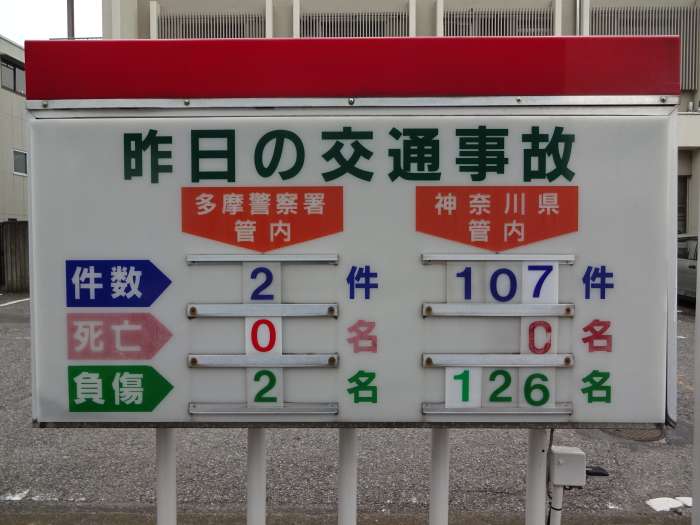 昨日の交通事故
多摩警察署
管内
神奈川県
管内
件数 2 件 107 件
死亡 0 名 0 名
負傷 2 名 126 名